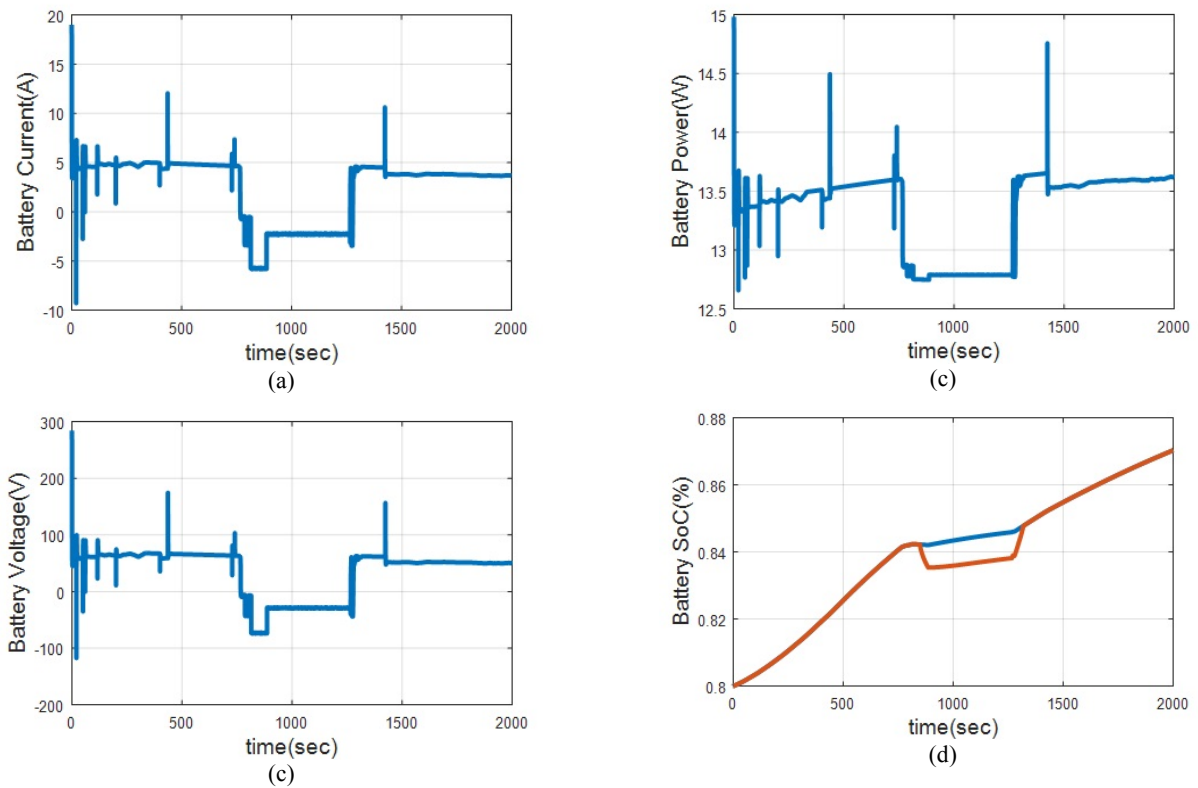 20
15
10
5
0
-5
-10
Battery Current(A)
0 500 1000 1500 2000
time(sec)
(a)
15
14.5
14
13.5
13
12.5
Battery Power(W)
0 500 1000 1500 2000
time(sec)
(c)
300
200
100
0
-100
-200
Battery Voltage(V)
0 500 1000 1500 2000
time(sec)
(c)
0.88
0.86
0.84
0.82
0.8
Battery SoC(%)
0 500 1000 1500 2000
time(sec)
(d)